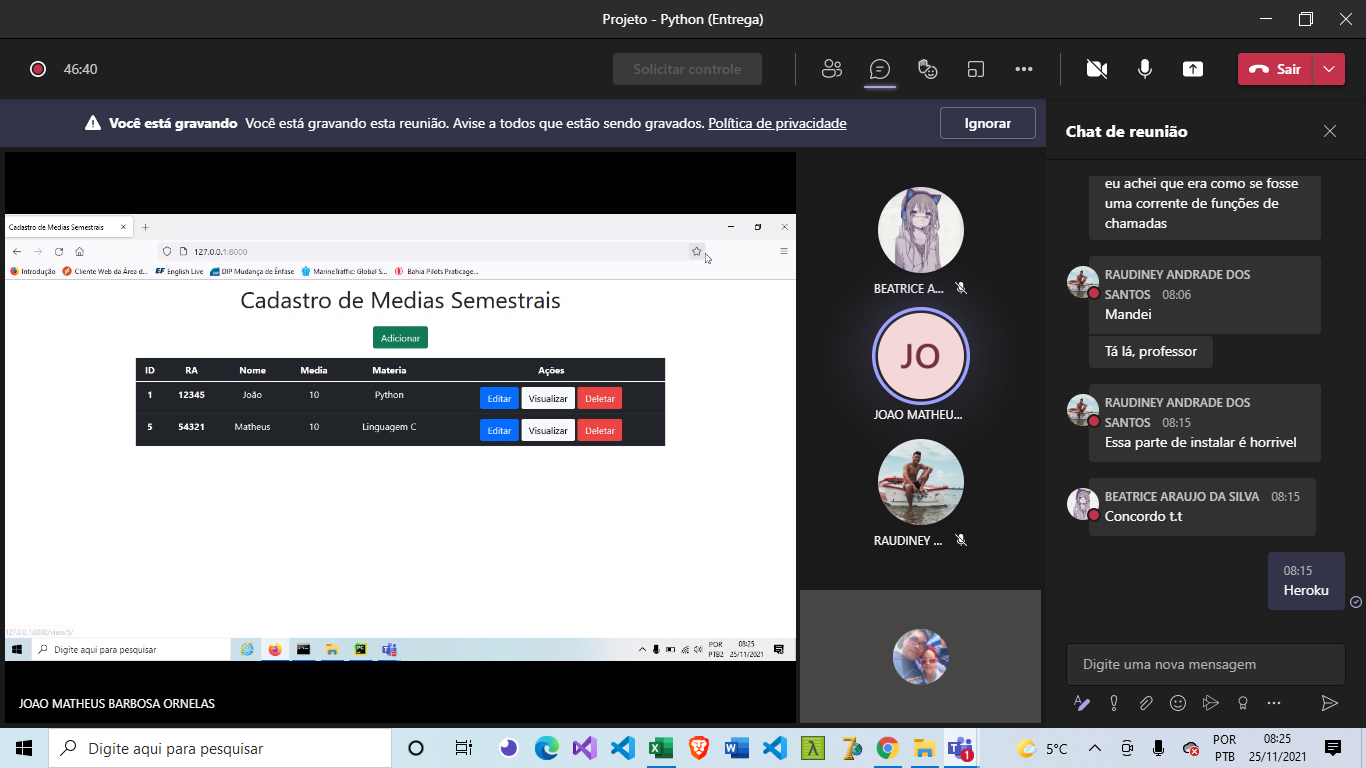 Projeto - Python (Entrega)
46:40
Solicitar controle
Sair
Você está gravando Você está gravando esta reunião. Avise a todos que estão sendo gravados. Política de privacidade
Ignorar
Cadastro de Medias Semestrais
127.0.0.1:8000
Introdução Cliente Web da Área d... English Live DIP Mudança de Ênfase MarineTraffic: Global S... Bahia Pilots Praticage...
Cadastro de Medias Semestrais
Adicionar
ID RA Nome Media Materia Ações
1 12345 João 10 Python Editar Visualizar Deletar
5 54321 Matheus 10 Linguagem C Editar Visualizar Deletar
127.0.0.1:8000/view/5/
Digite aqui para pesquisar
POR
PTB2
08:25
25/11/2021
JOAO MATHEUS BARBOSA ORNELAS
BEATRICE A...
JO
JOAO MATHEU...
RAUDINEY ...
Chat de reunião
eu achei que era como se fosse
uma corrente de funções de
chamadas
RAUDINEY ANDRADE DOS
SANTOS 08:06
Mandei
Tá lá, professor
RAUDINEY ANDRADE DOS
SANTOS 08:15
Essa parte de instalar é horrivel
BEATRICE ARAUJO DA SILVA 08:15
Concordo t.t
08:15
Heroku
Digite uma nova mensagem
Digite aqui para pesquisar
1
5°C
POR
PTB
08:25
25/11/2021